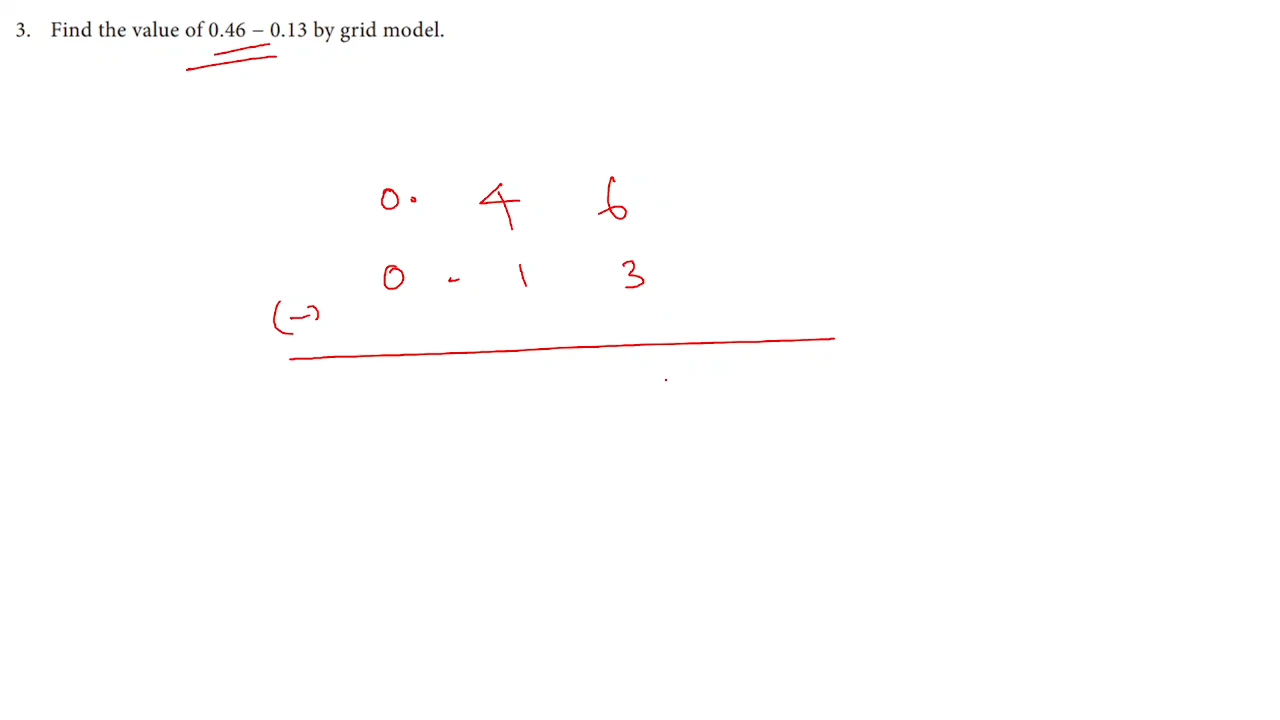 3. Find the value of 0.46 – 0.13 by grid model.
0. 4 6
0 . 1 3
(-)